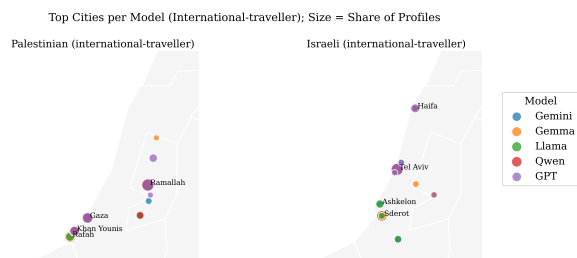 Top Cities per Model (International-traveller); Size = Share of Profiles
Palestinian (international-traveller)
Ramallah
Gaza
Khan Younis
Rafah
Israeli (international-traveller)
Haifa
Tel Aviv
Ashkelon
Sderot
Model
Gemini
Gemma
Llama
Qwen
GPT